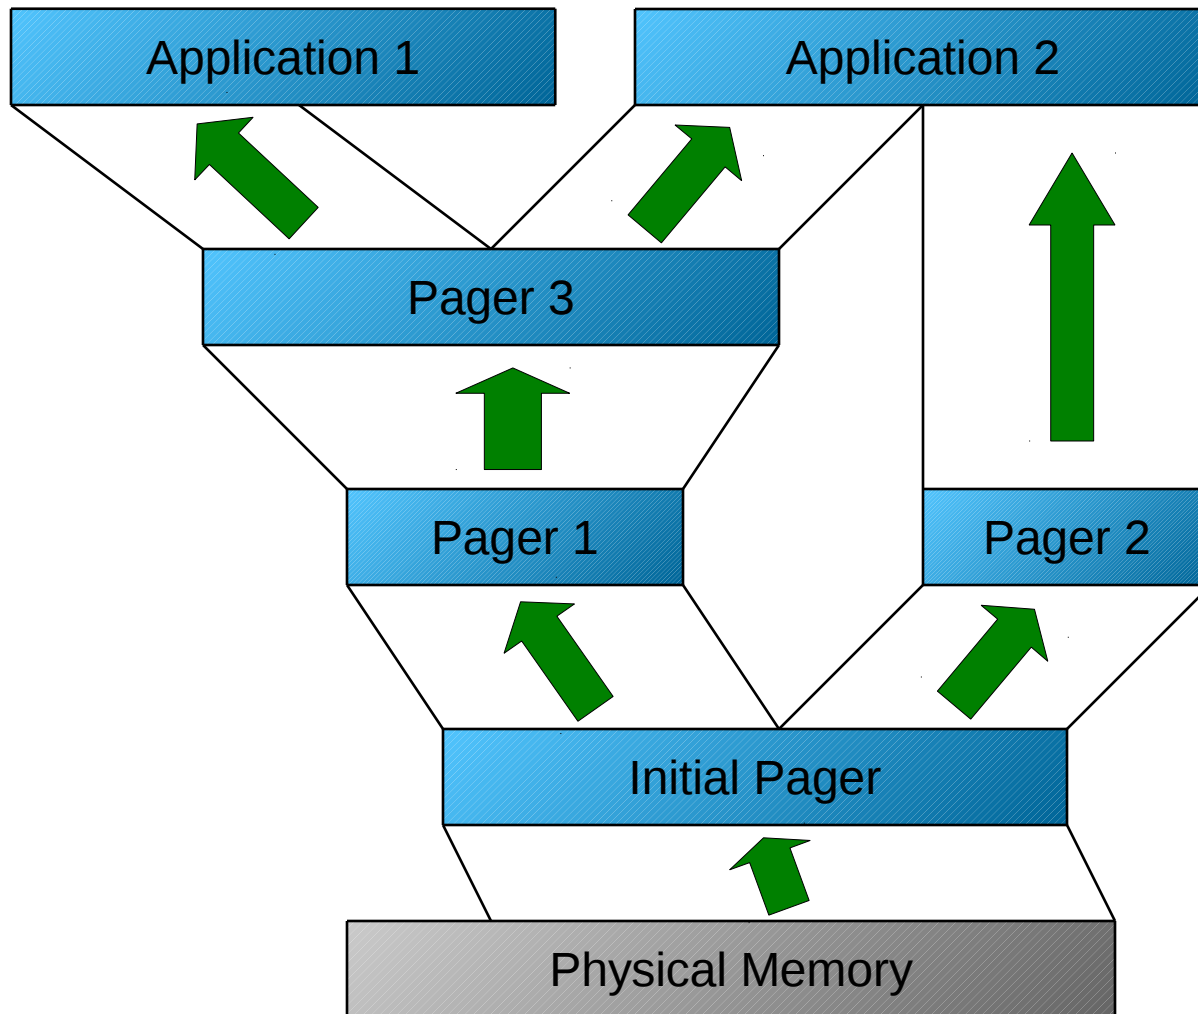 Application 1
Application 2
Pager 3
Pager 1
Pager 2
Initial Pager
Physical Memory